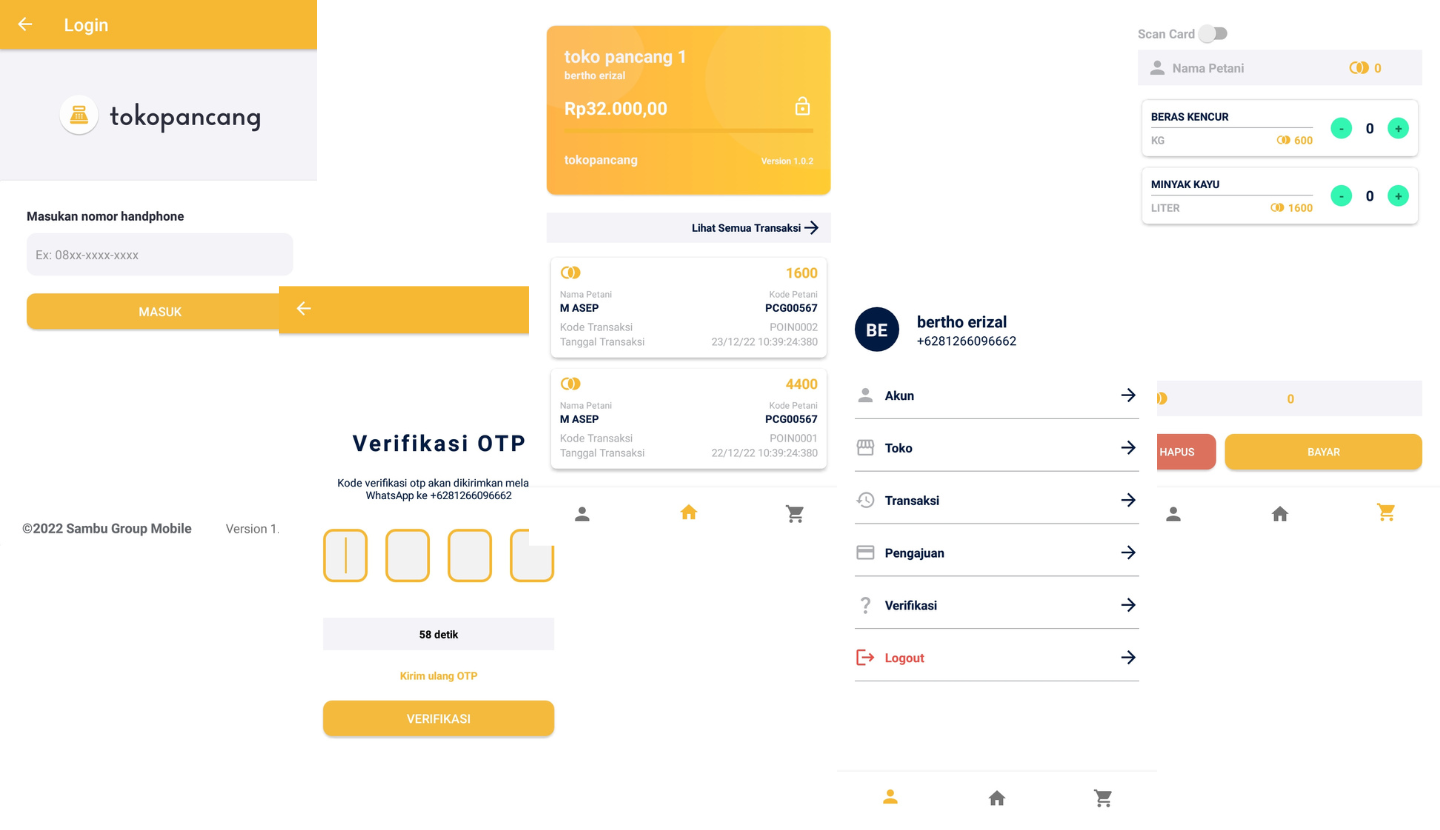 Login
tokopancang
Masukan nomor handphone
Ex: 08xx-xxxx-xxxx
MASUK
©2022 Sambu Group Mobile Version 1.
Verifikasi OTP
Kode verifikasi otp akan dikirimkan mela
WhatsApp ke +6281266096662
58 detik
Kirim ulang OTP
VERIFIKASI
toko pancang 1
bertho erizal
Rp32.000,00
tokopancang Version 1.0.2
Lihat Semua Transaksi
1600
Nama Petani Kode Petani
M ASEP PCG00567
Kode Transaksi POIN0002
Tanggal Transaksi 23/12/22 10:39:24:380
4400
Nama Petani Kode Petani
M ASEP PCG00567
Kode Transaksi POIN0001
Tanggal Transaksi 22/12/22 10:39:24:380
BE
bertho erizal
+6281266096662
Akun
Toko
Transaksi
Pengajuan
? Verifikasi
Logout
Scan Card
Nama Petani 0
BERAS KENCUR
KG 600
- 0 +
MINYAK KAYU
LITER 1600
- 0 +
0
HAPUS BAYAR